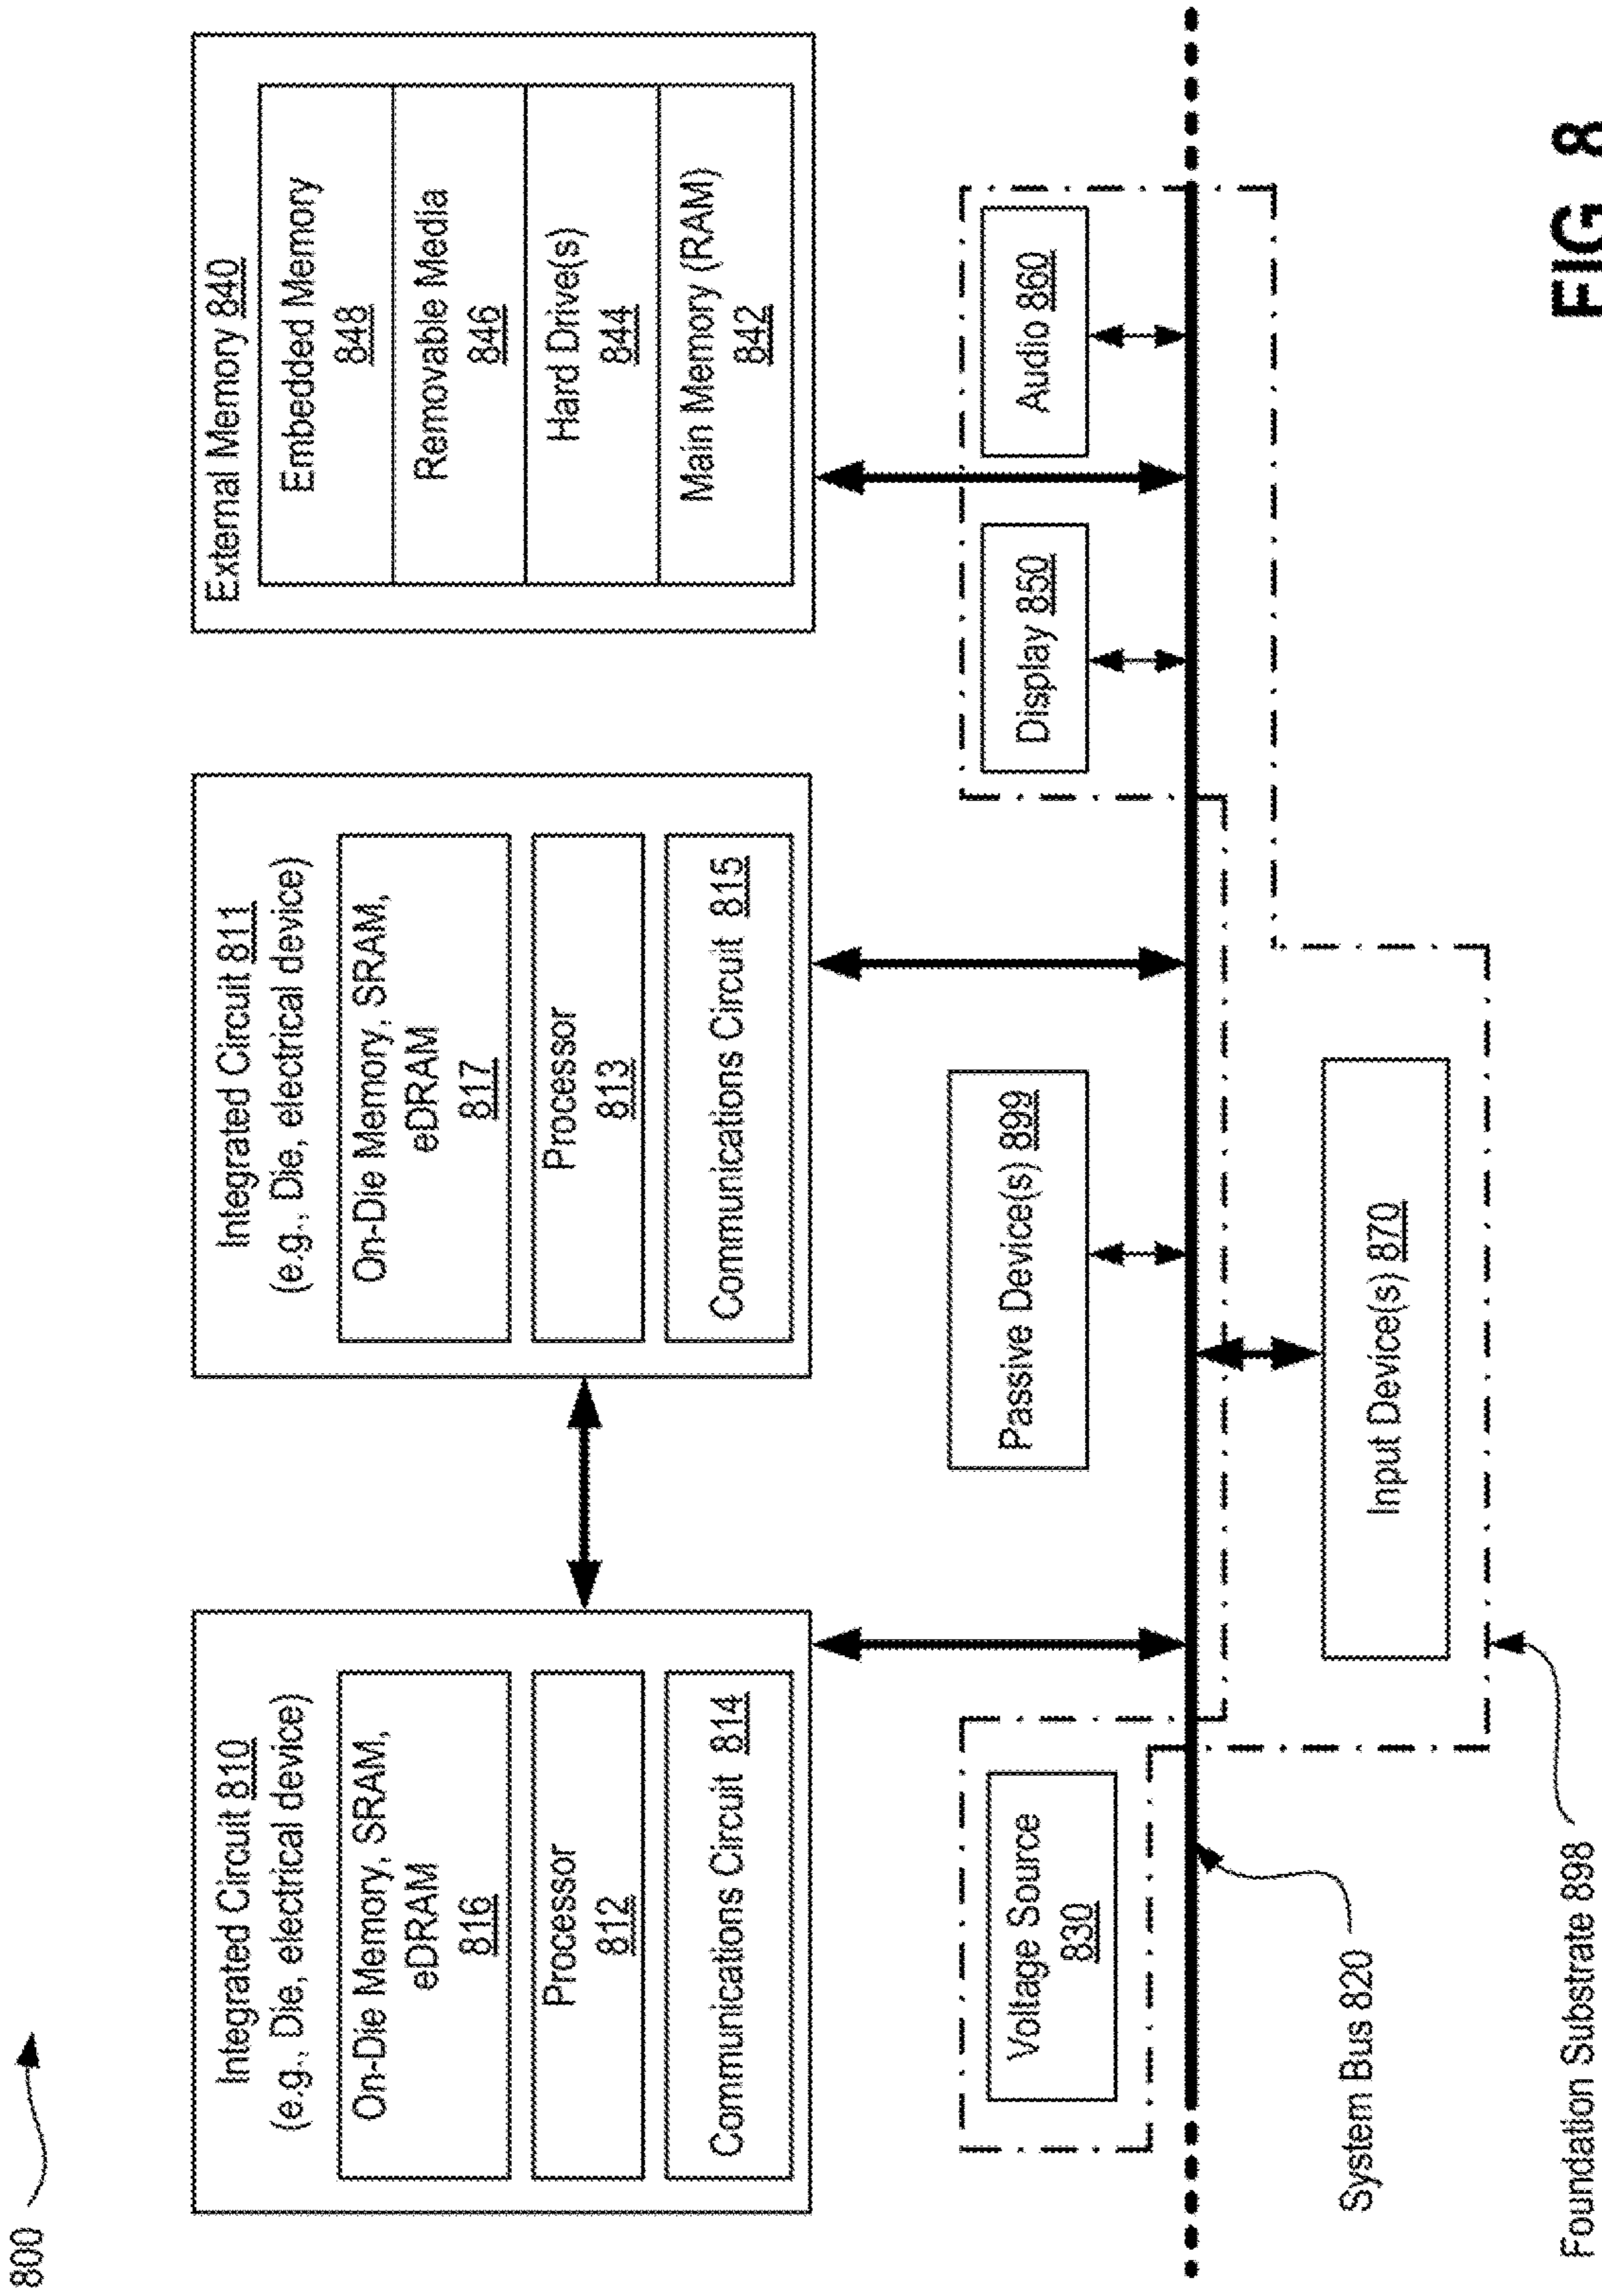 800
Integrated Circuit 810
(e.g., Die, electrical device)
On-Die Memory, SRAM,
eDRAM
816
Processor
812
Communications Circuit 814
Integrated Circuit 811
(e.g., Die, electrical device)
On-Die Memory, SRAM,
eDRAM
817
Processor
813
Communications Circuit 815
External Memory 840
Embedded Memory
848
Removable Media
846
Hard Drive(s)
844
Main Memory (RAM)
842
Voltage Source
830
Passive Device(s) 899
Display 850
Audio 860
Input Device(s) 870
System Bus 820
Foundation Substrate 898
FIG. 8